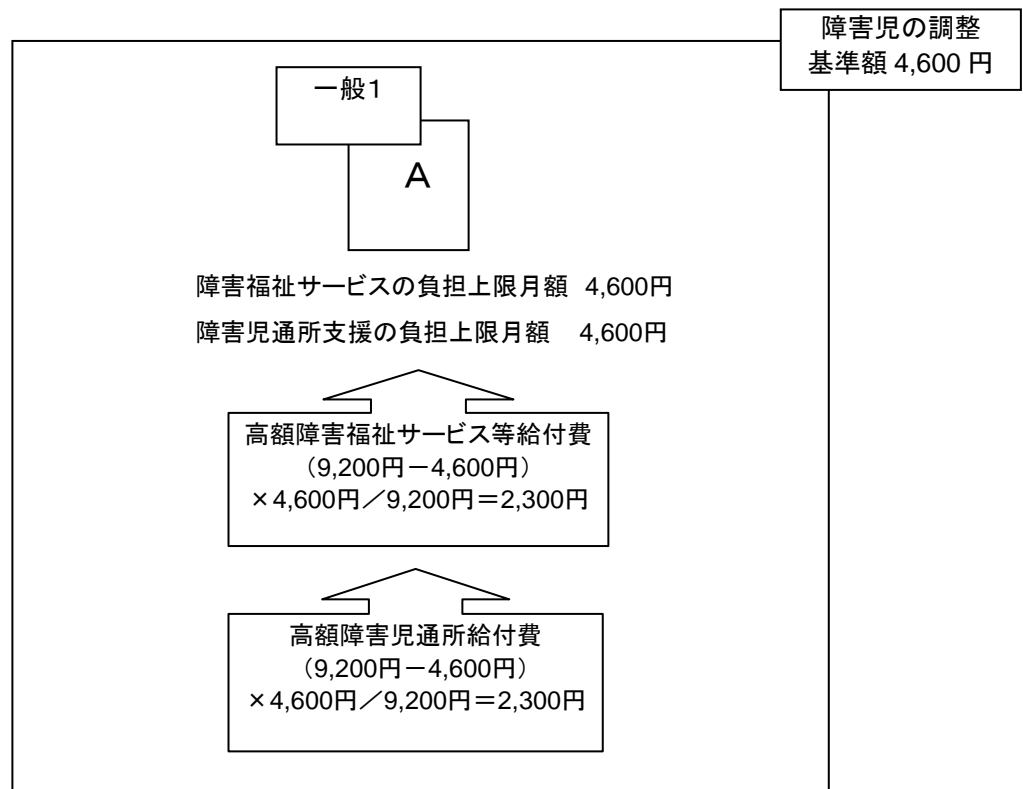 障害児の調整
基準額 4,600 円
一般1
A
障害福祉サービスの負担上限月額 4,600円
障害児通所支援の負担上限月額 4,600円
高額障害福祉サービス等給付費
（9,200円－4,600円）
×4,600円／9,200円＝2,300円
高額障害児通所給付費
（9,200円－4,600円）
×4,600円／9,200円＝2,300円